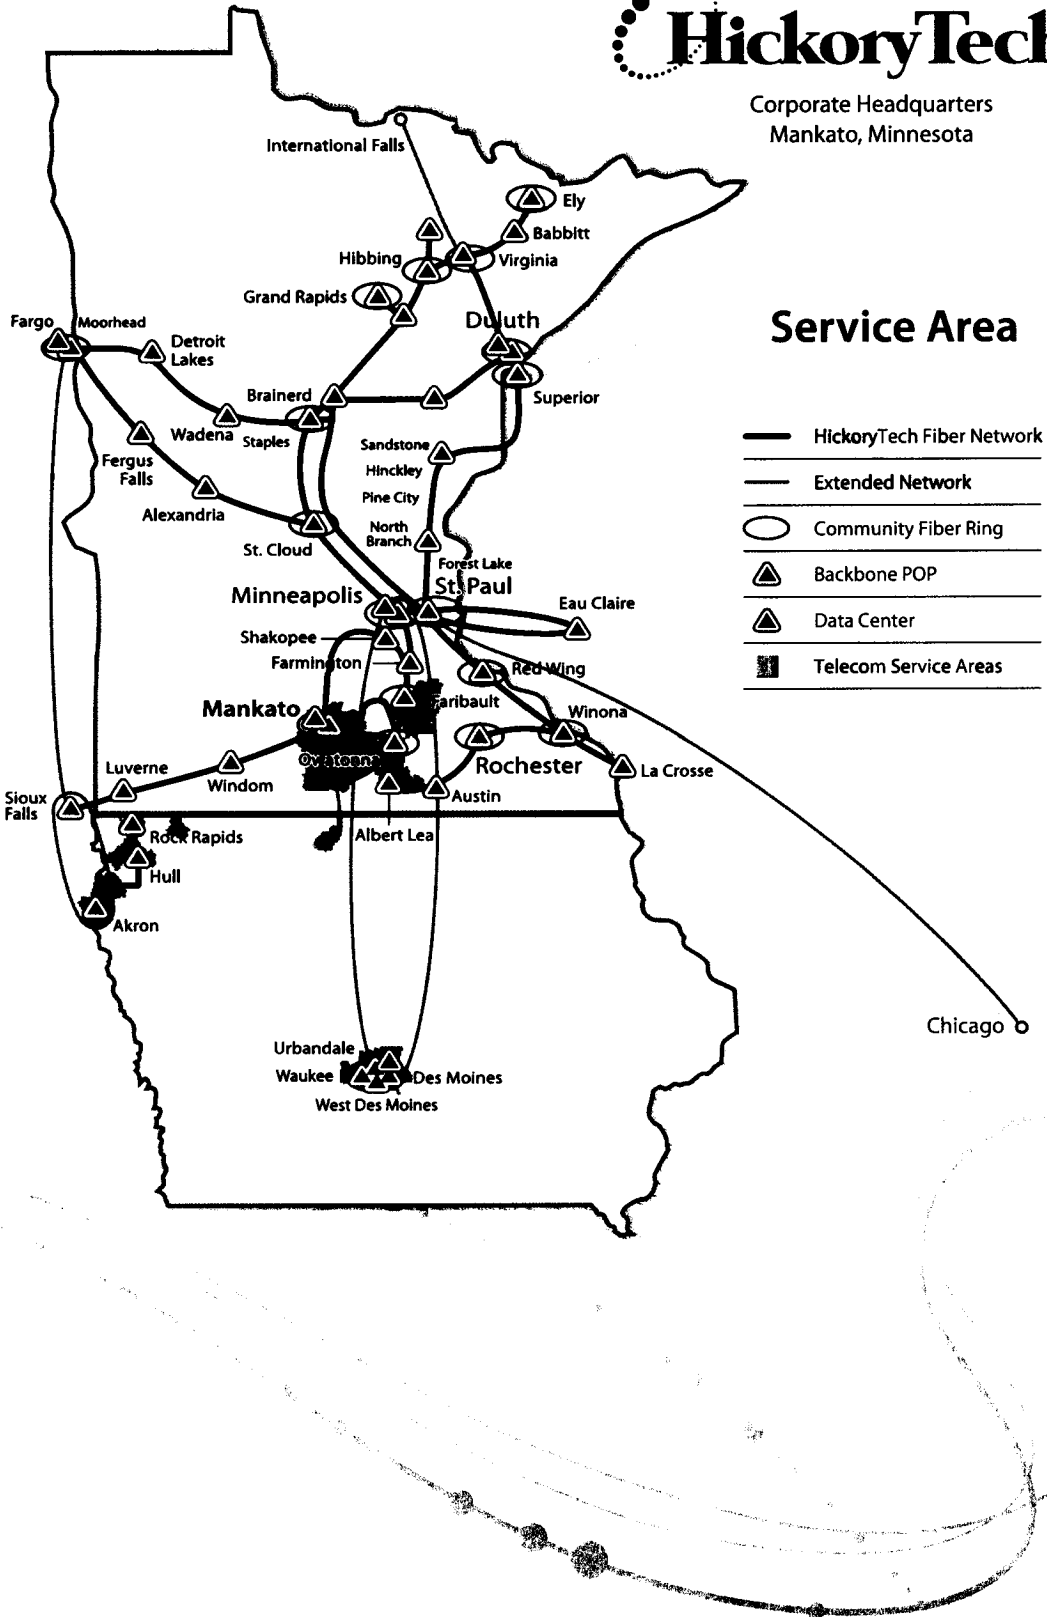 HickoryTech
Corporate Headquarters
Mankato, Minnesota
International Falls
Ely
Babbitt
Hibbing
Virginia
Grand Rapids
Duluth
Fargo
Moorhead
Detroit
Lakes
Service Area
Brainerd
Superior
Wadena
Staples
Sandstone
HickoryTech Fiber Network
Fergus
Falls
Hinckley
Extended Network
Pine City
Alexandria
North
Branch
Community Fiber Ring
St. Cloud
Forest Lake
Backbone POP
Minneapolis
St. Paul
Eau Claire
Data Center
Shakopee
Farmington
Red Wing
Telecom Service Areas
Mankato
Faribault
Winona
Owatonna
Rochester
La Crosse
Luverne
Windom
Austin
Sioux
Falls
Rock Rapids
Albert Lea
Hull
Akron
Chicago
Urbandale
Waukee
Des Moines
West Des Moines